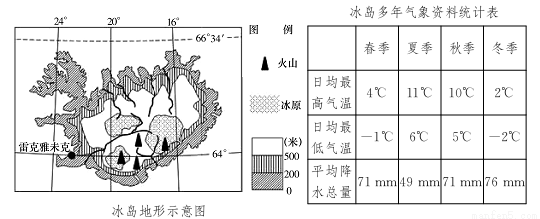 24° 20° 16°
66°34′
雷克雅未克
64°
图 例
火山
冰原
(米)
500
200
0
冰岛地形示意图
冰岛多年气象资料统计表
春季 夏季 秋季 冬季
日均最高气温 4℃ 11℃ 10℃ 2℃
日均最低气温 −1℃ 6℃ 5℃ −2℃
平均降水总量 71 mm 49 mm 71 mm 76 mm